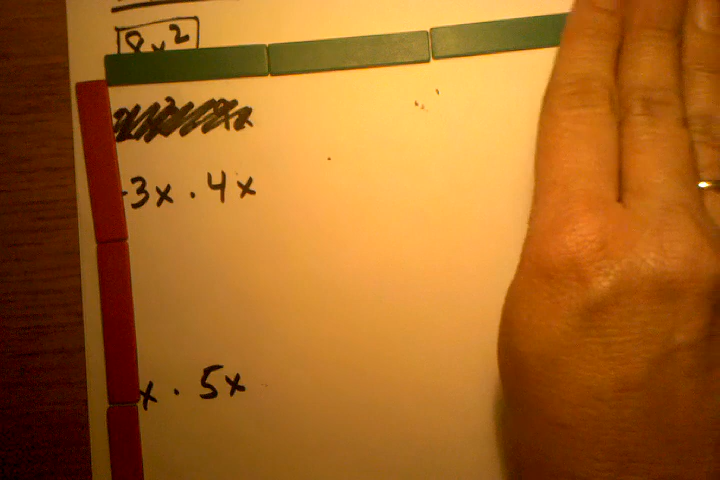 8x²
-3x · 4x
x · 5x